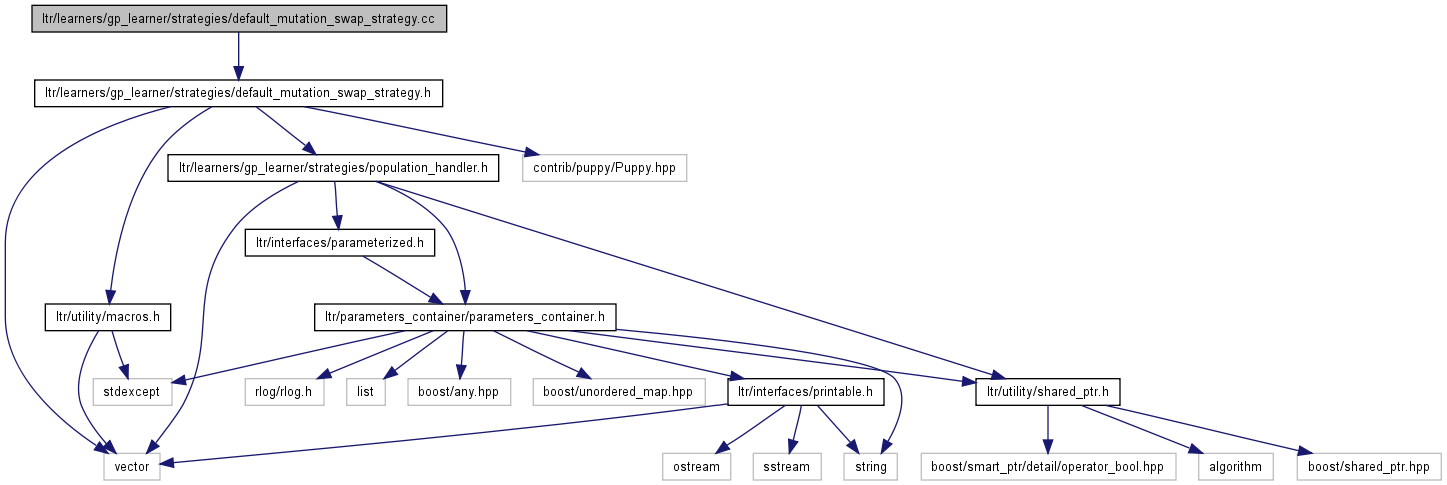 ltr/learners/gp_learner/strategies/default_mutation_swap_strategy.cc
ltr/learners/gp_learner/strategies/default_mutation_swap_strategy.h
ltr/learners/gp_learner/strategies/population_handler.h
contrib/puppy/Puppy.hpp
ltr/interfaces/parameterized.h
ltr/utility/macros.h
ltr/parameters_container/parameters_container.h
stdexcept
rlog/rlog.h
list
boost/any.hpp
boost/unordered_map.hpp
ltr/interfaces/printable.h
ltr/utility/shared_ptr.h
vector
ostream
sstream
string
boost/smart_ptr/detail/operator_bool.hpp
algorithm
boost/shared_ptr.hpp